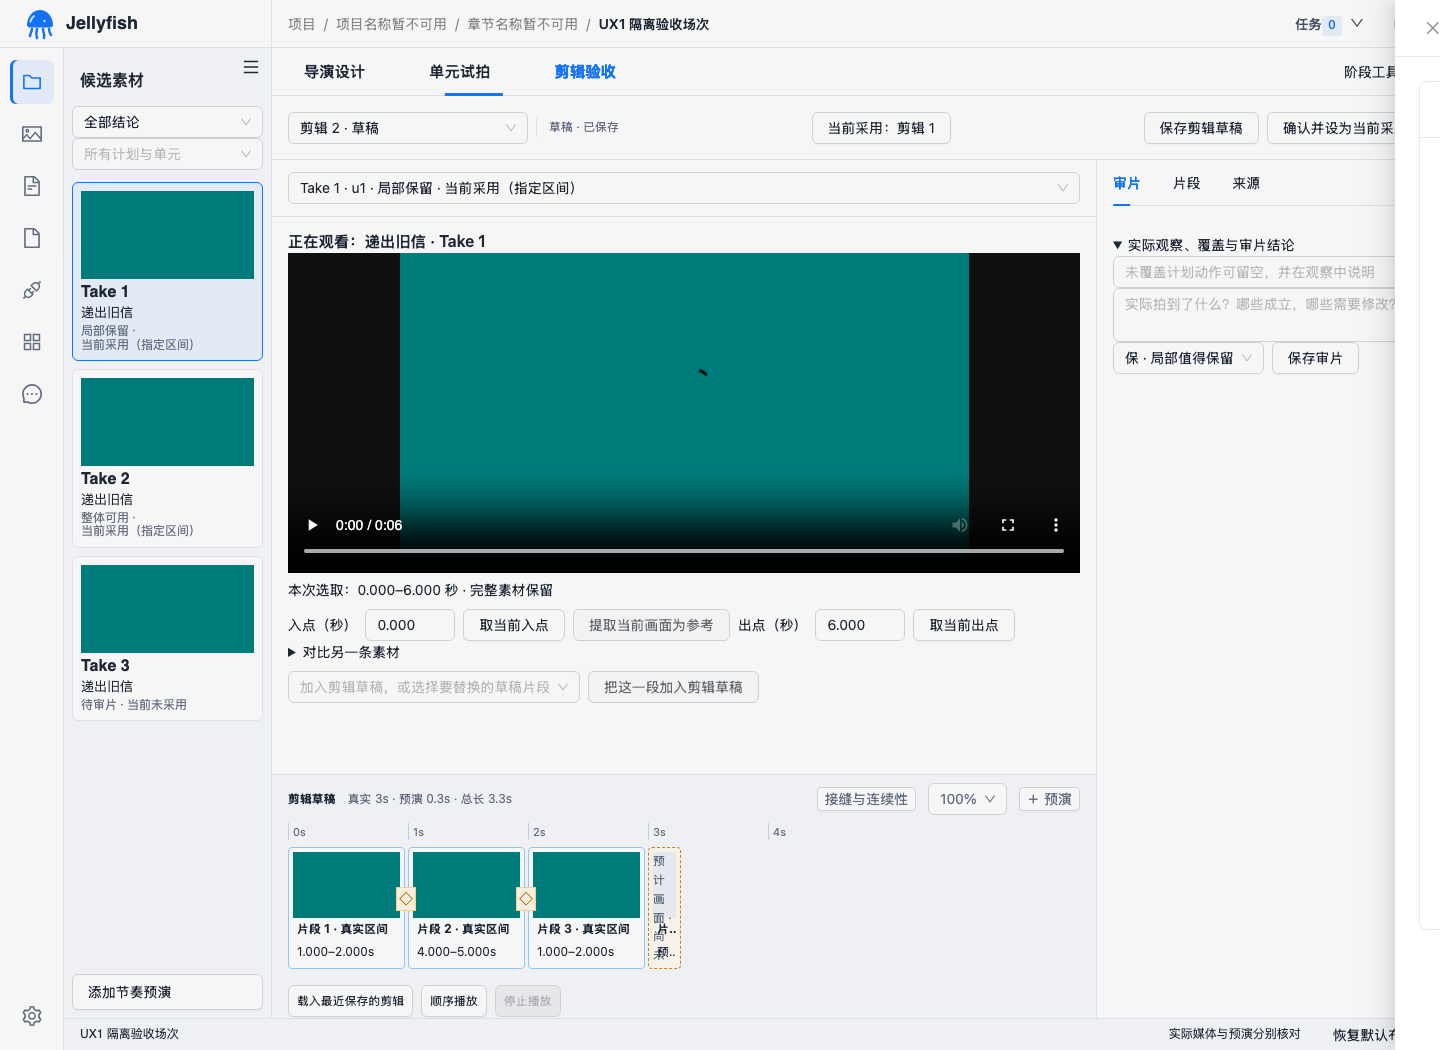 Jellyfish
项目 / 项目名称暂不可用 / 章节名称暂不可用 / UX1 隔离验收场次
任务 0
候选素材
导演设计 单元试拍 剪辑验收
阶段工具
全部结论
所有计划与单元
剪辑 2 · 草稿
草稿 · 已保存
当前采用：剪辑 1
保存剪辑草稿
确认并设为当前采
Take 1
递出旧信
局部保留 ·
当前采用（指定区间）
Take 2
递出旧信
整体可用 ·
当前采用（指定区间）
Take 3
递出旧信
待审片 · 当前未采用
添加节奏预演
Take 1 · u1 · 局部保留 · 当前采用（指定区间）
正在观看：递出旧信 · Take 1
0:00 / 0:06
本次选取：0.000–6.000 秒 · 完整素材保留
入点（秒） 0.000 取当前入点 提取当前画面为参考 出点（秒） 6.000 取当前出点
对比另一条素材
加入剪辑草稿，或选择要替换的草稿片段 把这一段加入剪辑草稿
审片 片段 来源
实际观察、覆盖与审片结论
未覆盖计划动作可留空，并在观察中说明
实际拍到了什么？哪些成立，哪些需要修改?
保 · 局部值得保留 保存审片
剪辑草稿 真实 3s · 预演 0.3s · 总长 3.3s
接缝与连续性 100% + 预演
0s 1s 2s 3s 4s
片段 1 · 真实区间
1.000–2.000s
片段 2 · 真实区间
4.000–5.000s
片段 3 · 真实区间
1.000–2.000s
预
计
画
面 ·
尚
未
片..
预..
载入最近保存的剪辑 顺序播放 停止播放
UX1 隔离验收场次
实际媒体与预演分别核对
恢复默认